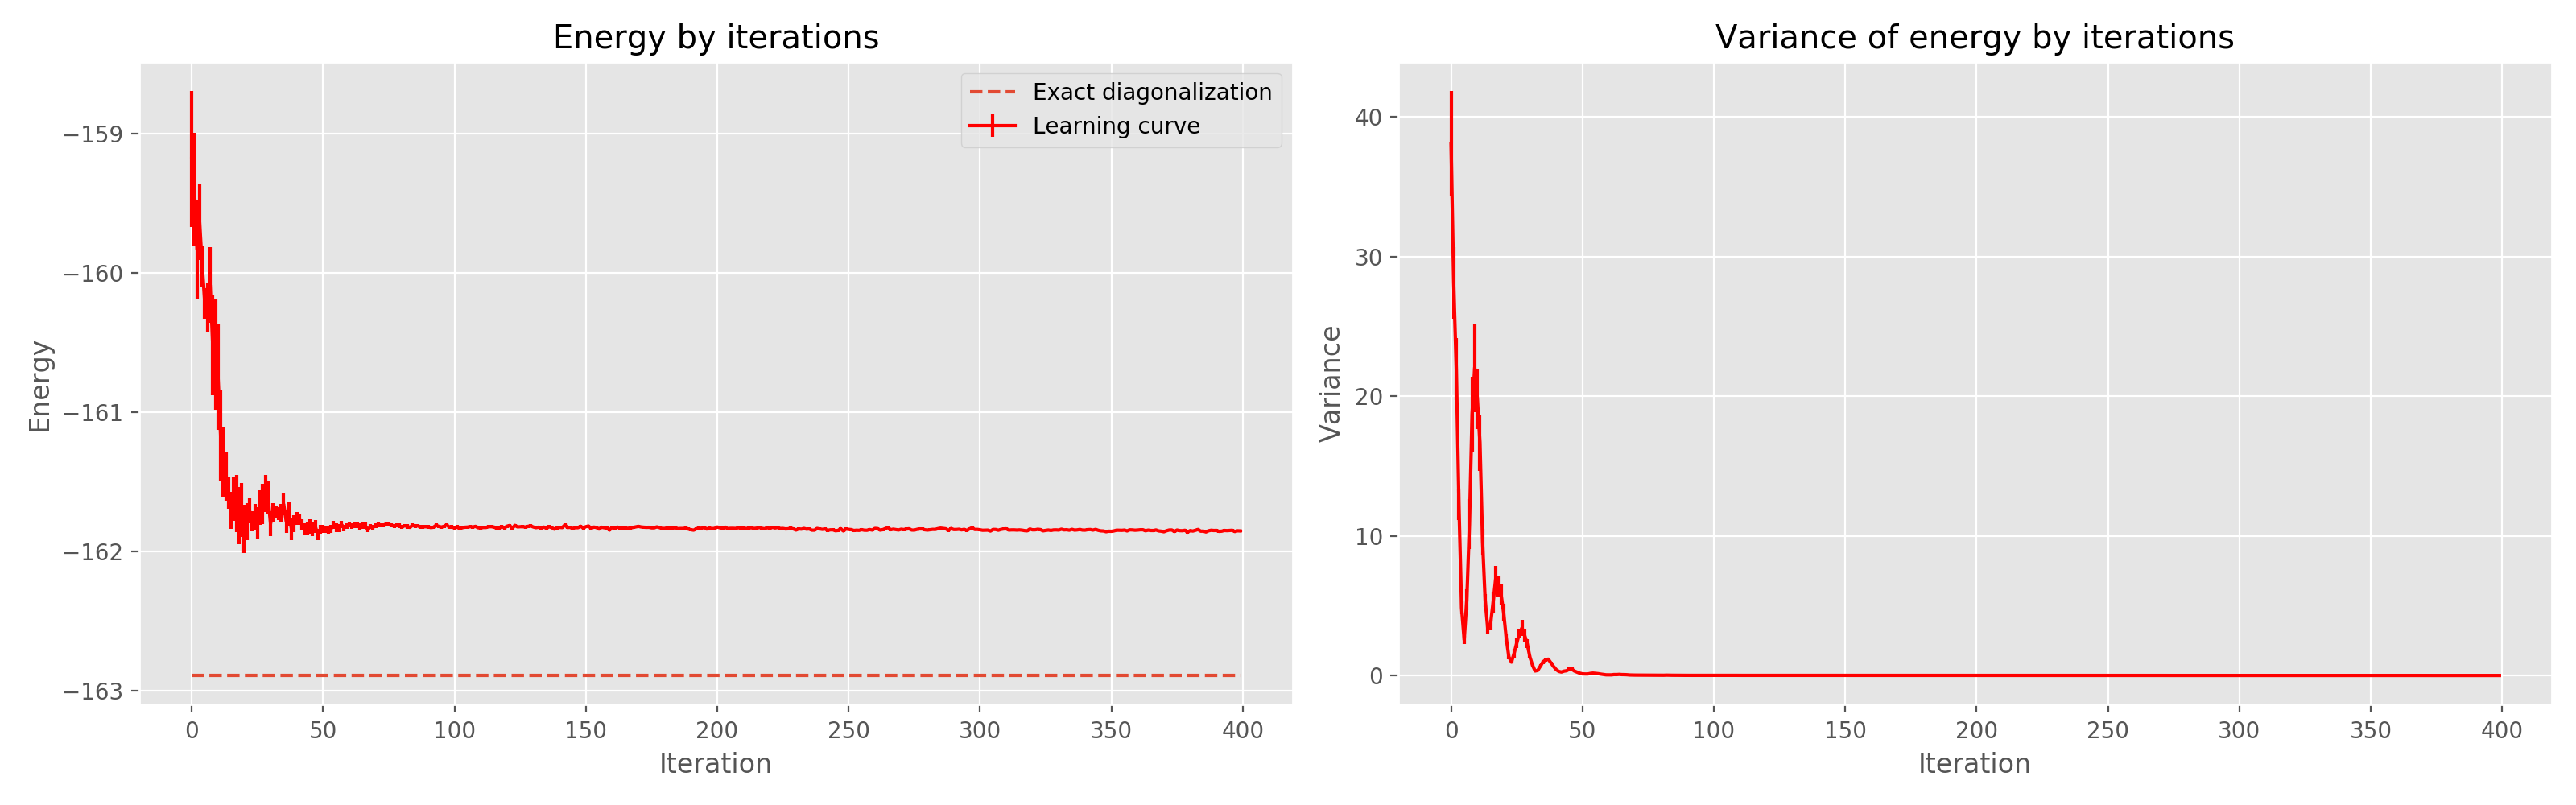 Energy by iterations
Exact diagonalization
Learning curve
Energy
−159
−160
−161
−162
−163
0 50 100 150 200 250 300 350 400
Iteration
Variance of energy by iterations
Variance
40
30
20
10
0
0 50 100 150 200 250 300 350 400
Iteration